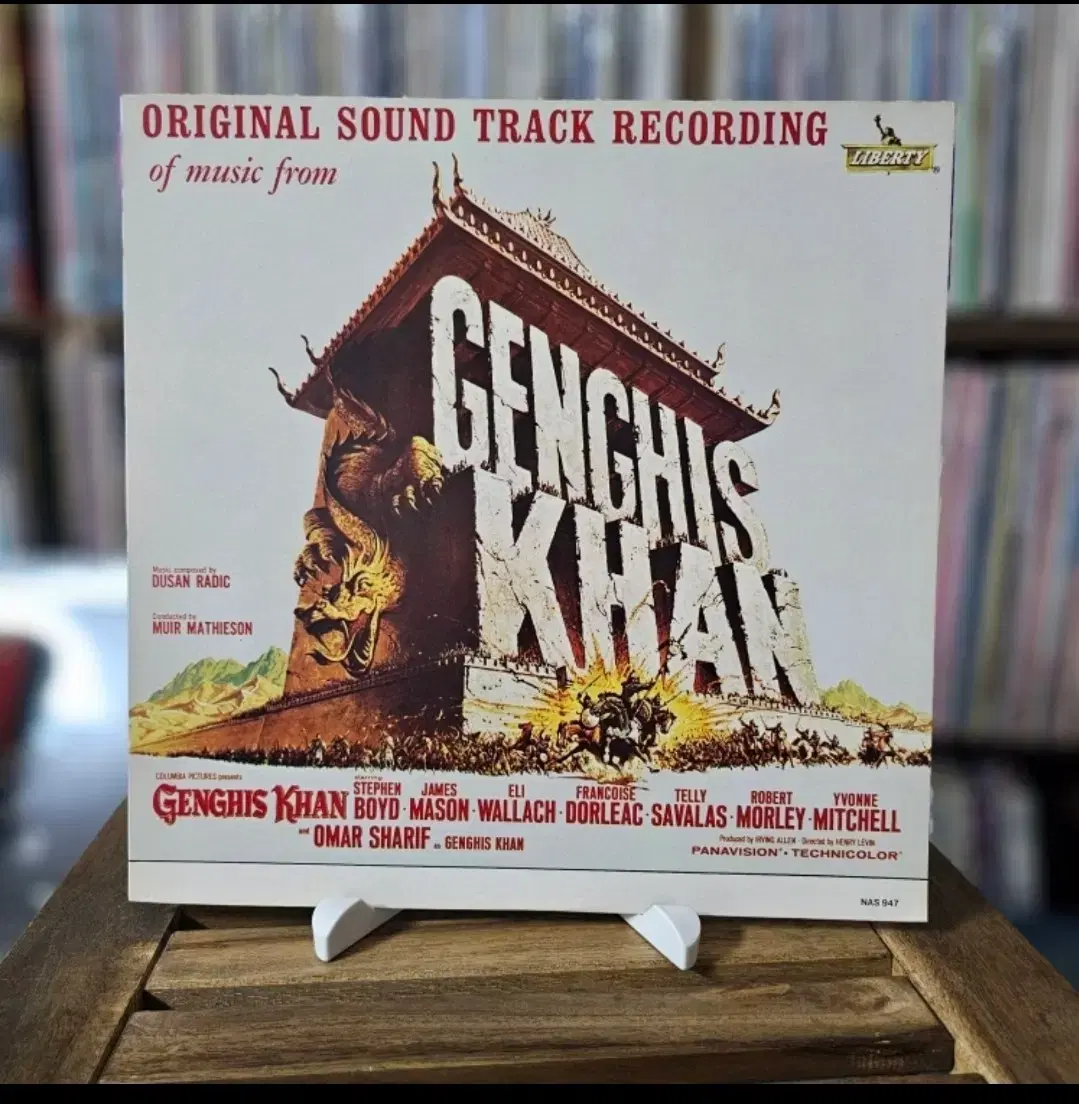 ORIGINAL SOUND TRACK RECORDING
of music from
LIBERTY
GENGHIS
KHAN
Music composed by
DUSAN RADIC
Conducted by
MUIR MATHIESON
COLUMBIA PICTURES presents
GENGHIS KHAN
starring
STEPHEN BOYD · JAMES MASON · ELI WALLACH · FRANCOISE DORLEAC · TELLY SAVALAS · ROBERT MORLEY · YVONNE MITCHELL
and OMAR SHARIF as GENGHIS KHAN
Produced by IRVING ALLEN · Directed by HENRY LEVIN
PANAVISION® · TECHNICOLOR®
NAS 947